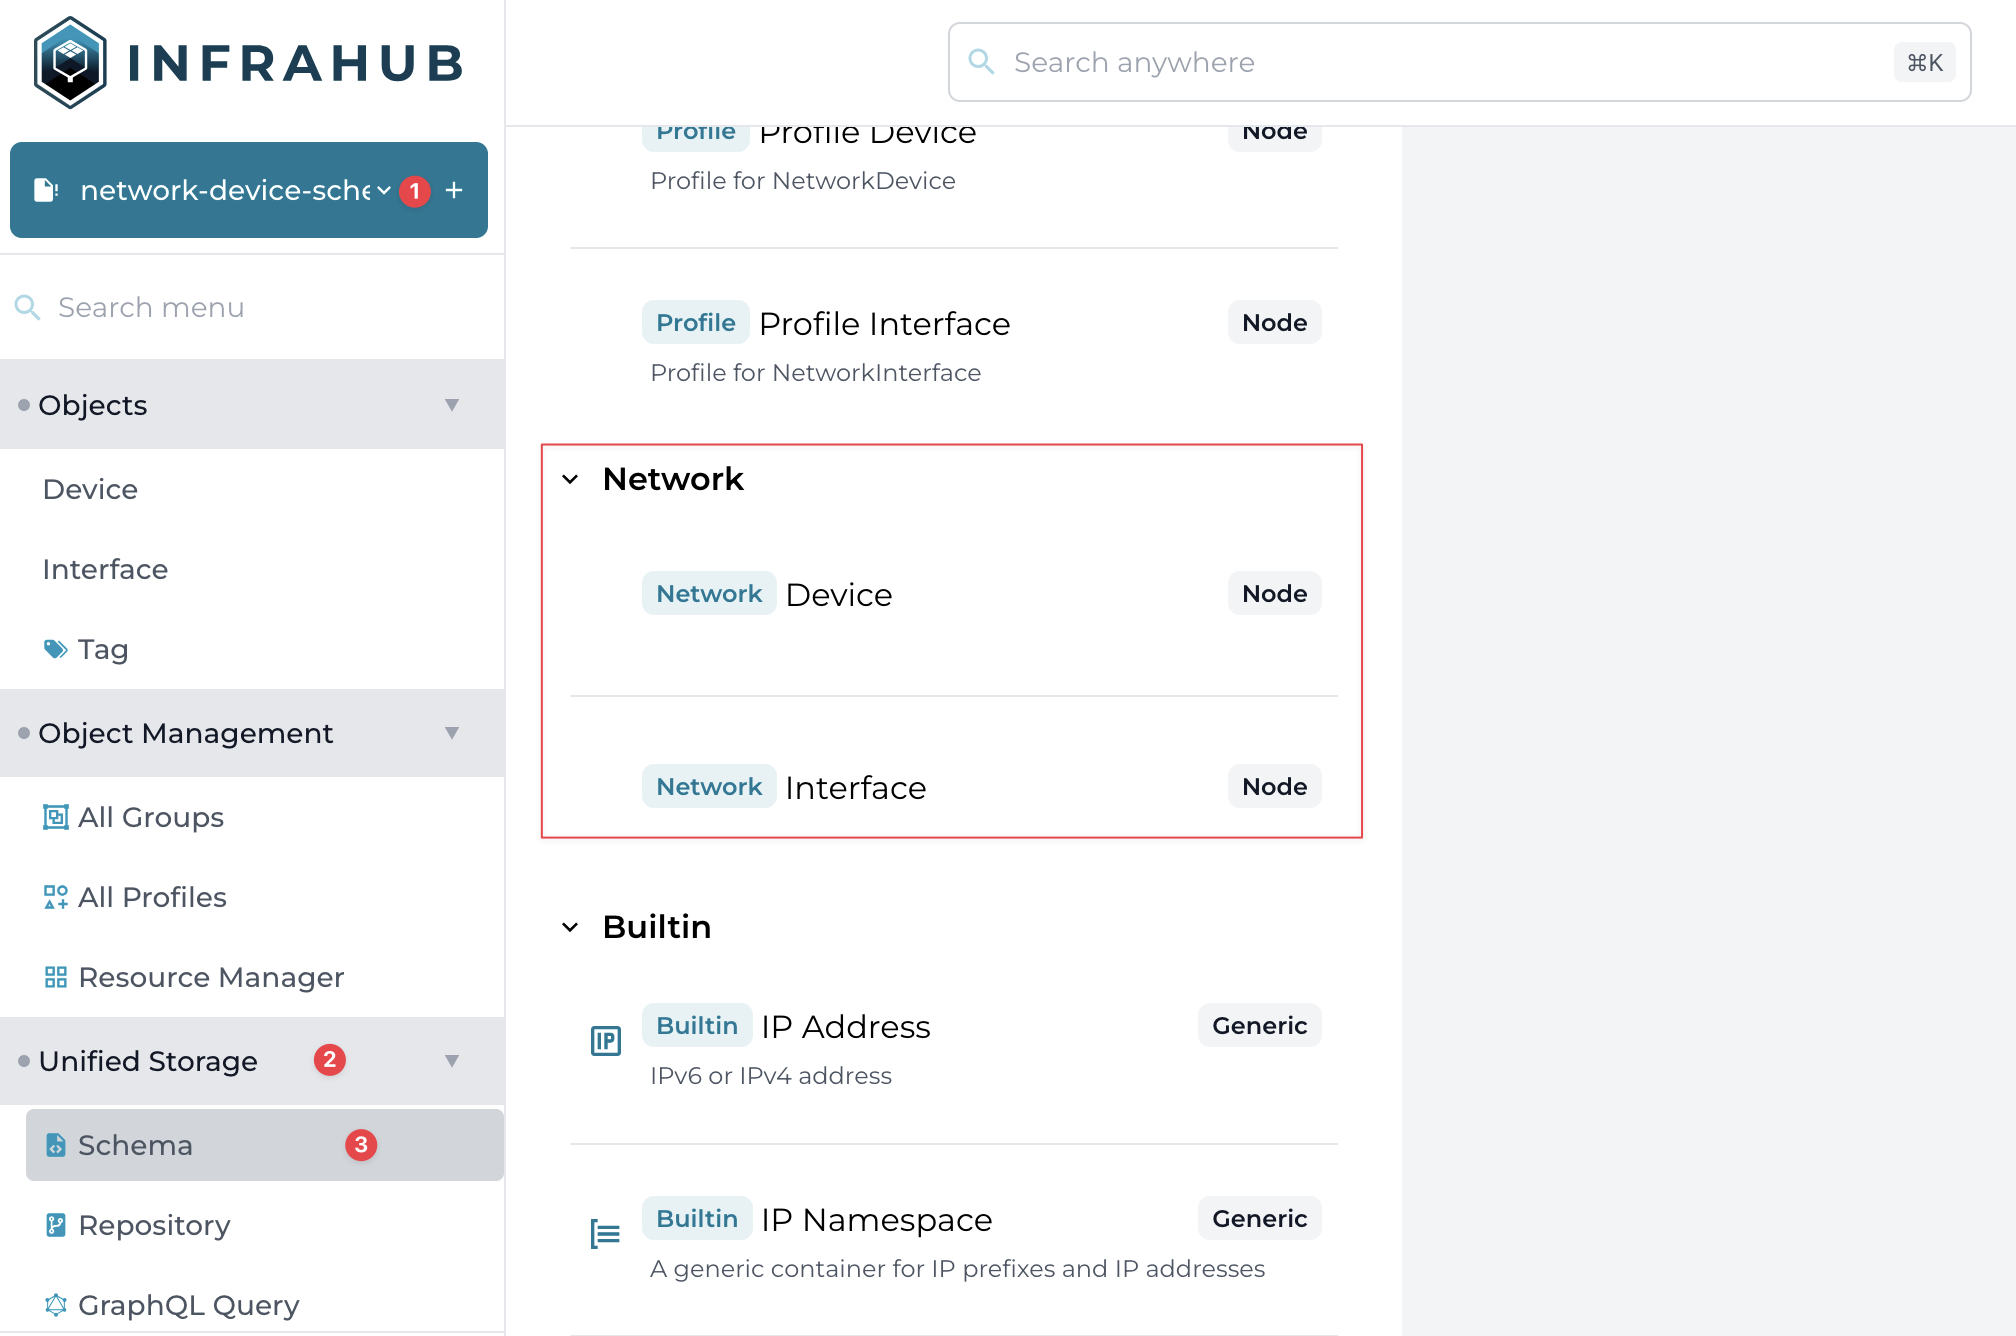 INFRAHUB
Search anywhere
⌘K
network-device-sche
1
+
Search menu
Objects
Device
Interface
Tag
Object Management
All Groups
All Profiles
Resource Manager
Unified Storage
2
Schema
3
Repository
GraphQL Query
Profile Profile Device Node
Profile for NetworkDevice
Profile Profile Interface Node
Profile for NetworkInterface
Network
Network Device Node
Network Interface Node
Builtin
IP Builtin IP Address Generic
IPv6 or IPv4 address
Builtin IP Namespace Generic
A generic container for IP prefixes and IP addresses